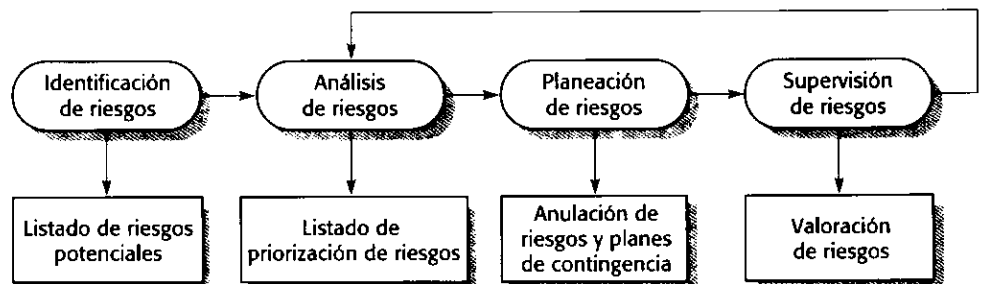 Identificación
de riesgos
Análisis
de riesgos
Planeación
de riesgos
Supervisión
de riesgos
Listado de riesgos
potenciales
Listado de
priorización de riesgos
Anulación de
riesgos y planes
de contingencia
Valoración
de riesgos